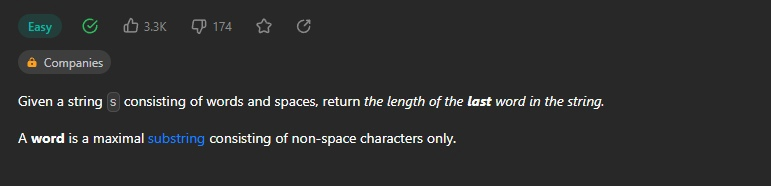 Easy 3.3K 174
Companies
Given a string s consisting of words and spaces, return the length of the last word in the string.
A word is a maximal substring consisting of non-space characters only.